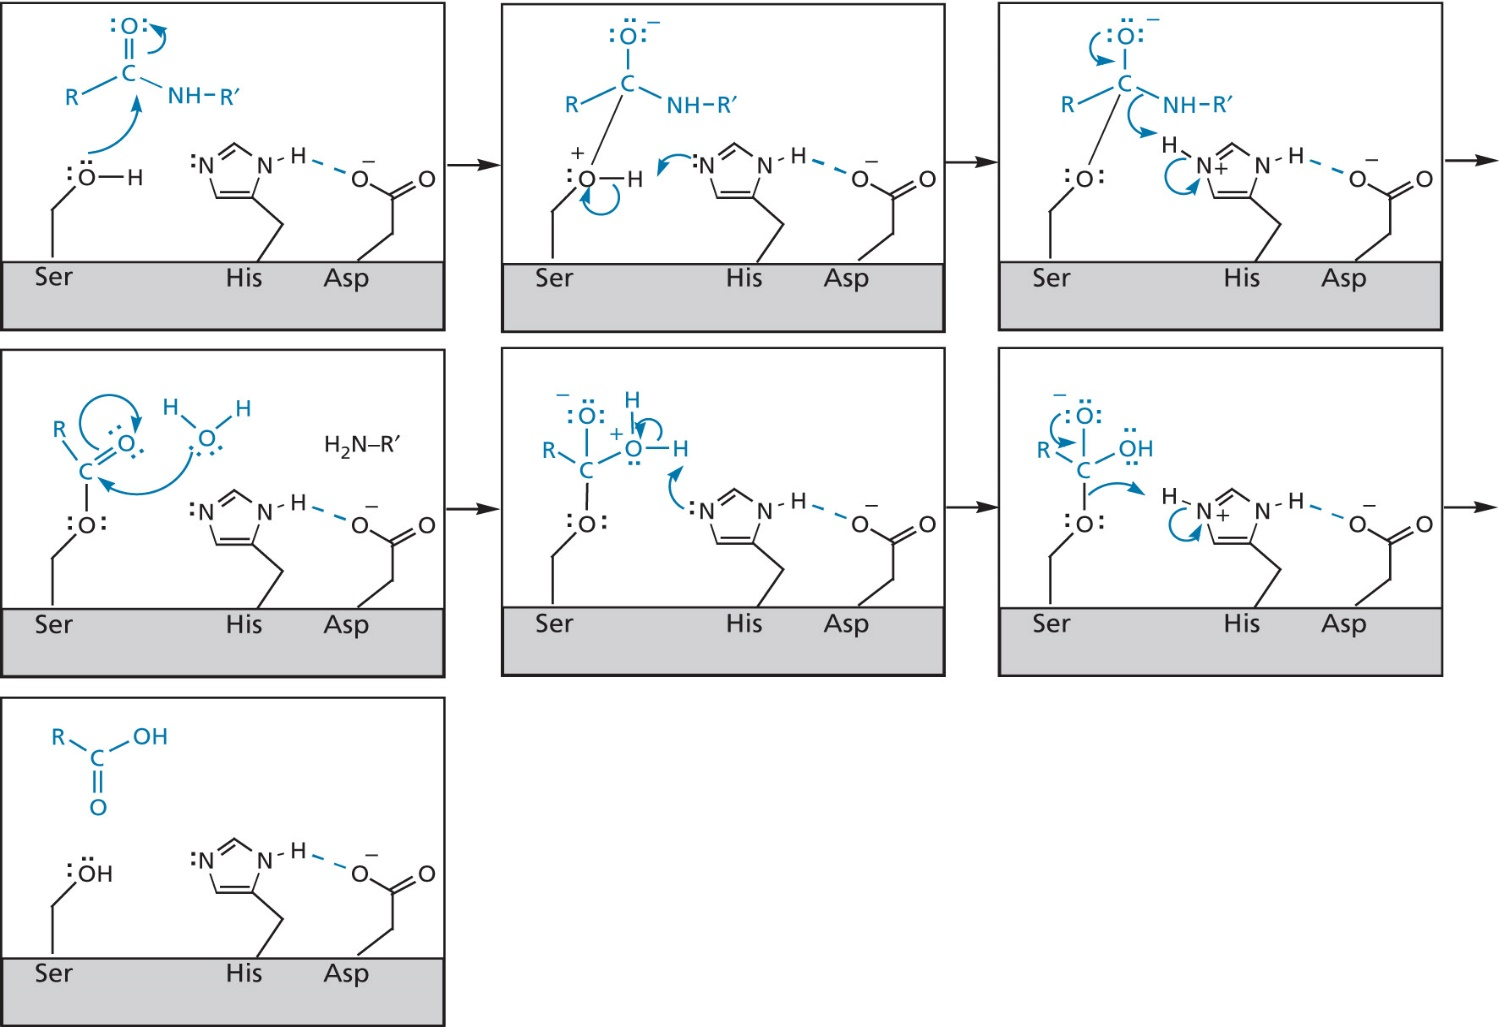 :Ö:
C
R
NH–R′
:Ö–H
:N
N
H
−
O
O
Ser His Asp
:Ö: −
C
R
NH–R′
+
:O–H
:N
N
H
−
O
O
Ser His Asp
:Ö: −
C
R
NH–R′
H
:O:
N
+
N
H
−
O
O
Ser His Asp
H
H
R
O
O
C
H₂N–R′
:O:
:N
N
H
−
O
O
Ser His Asp
H
−
:Ö:
+
R
O–H
C
:O:
:N
N
H
−
O
O
Ser His Asp
−
:Ö:
R
OH
C
H
:O:
N
+
N
H
−
O
O
Ser His Asp
R
OH
C
O
:ÖH
:N
N
H
−
O
O
Ser His Asp